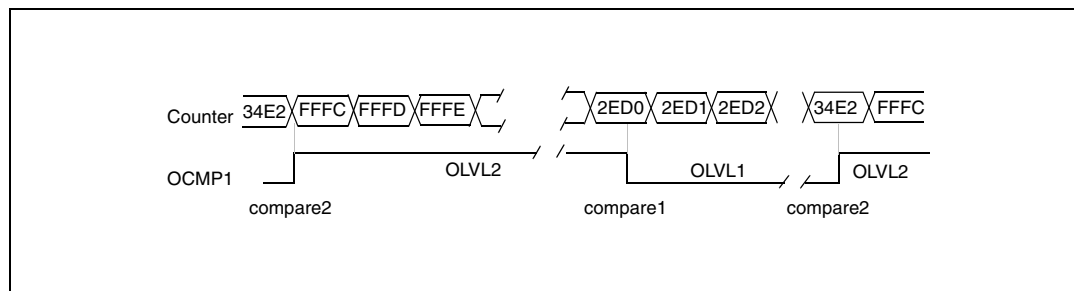 Counter 34E2 FFFC FFFD FFFE 2ED0 2ED1 2ED2 34E2 FFFC
OCMP1 OLVL2 OLVL1 OLVL2
compare2 compare1 compare2